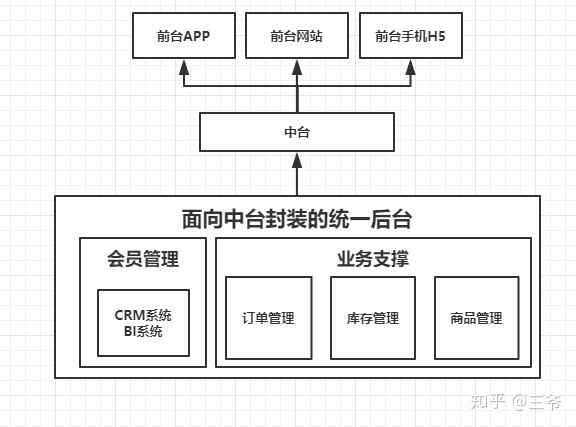 前台APP
前台网站
前台手机H5
中台
面向中台封装的统一后台
会员管理
业务支撑
CRM系统
BI系统
订单管理
库存管理
商品管理
知乎 @三爷